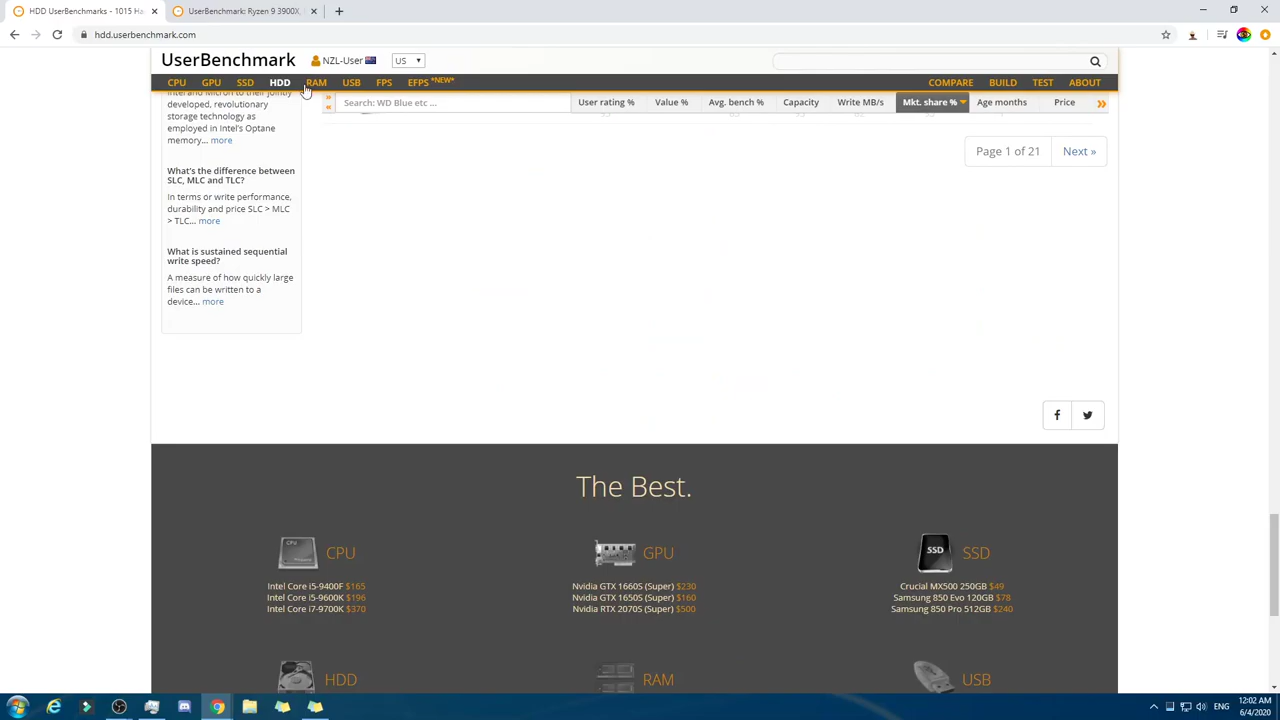 HDD UserBenchmarks - 1015 Ha
UserBenchmark: Ryzen 9 3900X,
hdd.userbenchmark.com
UserBenchmark
NZL-User
US
CPU GPU SSD HDD RAM USB FPS EFPS *NEW*
COMPARE BUILD TEST ABOUT
Intel and Micron to their jointly
developed, revolutionary
storage technology as
employed in Intel's Optane
memory... more
Search: WD Blue etc ...
User rating % Value % Avg. bench % Capacity Write MB/s Mkt. share % Age months Price
Page 1 of 21 Next »
What's the difference between
SLC, MLC and TLC?
In terms or write performance,
durability and price SLC > MLC
> TLC... more
What is sustained sequential
write speed?
A measure of how quickly large
files can be written to a
device... more
The Best.
CPU
Intel Core i5-9400F $165
Intel Core i5-9600K $196
Intel Core i7-9700K $370
GPU
Nvidia GTX 1660S (Super) $230
Nvidia GTX 1650S (Super) $160
Nvidia RTX 2070S (Super) $500
SSD
SSD
Crucial MX500 250GB $49
Samsung 850 Evo 120GB $78
Samsung 850 Pro 512GB $240
HDD
RAM
USB
ENG
12:02 AM
6/4/2020